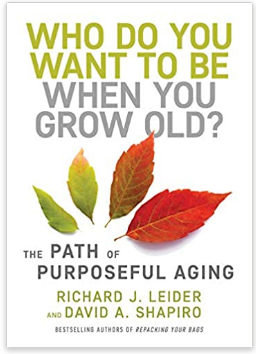 WHO DO YOU
WANT TO BE
WHEN YOU
GROW OLD?
THE PATH OF
PURPOSEFUL AGING
RICHARD J. LEIDER
AND DAVID A. SHAPIRO
BESTSELLING AUTHORS OF REPACKING YOUR BAGS